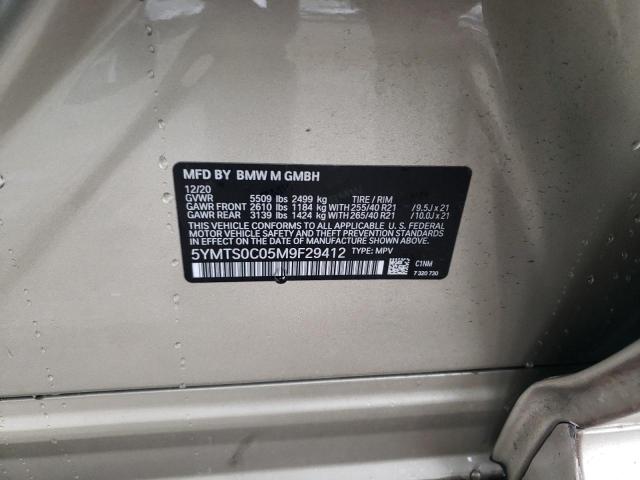 MFD BY BMW M GMBH
12/20
GVWR 5509 lbs 2499 kg TIRE / RIM
GAWR FRONT 2610 lbs 1184 kg WITH 255/40 R21 / 9.5J x 21
GAWR REAR 3139 lbs 1424 kg WITH 265/40 R21 / 10.0J x 21
THIS VEHICLE CONFORMS TO ALL APPLICABLE U.S. FEDERAL
MOTOR VEHICLE SAFETY, BUMPER, AND THEFT PREVENTION
STANDARDS IN EFFECT ON THE DATE OF MANUFACTURE SHOWN ABOVE.
5YMTS0C05M9F29412 TYPE: MPV
C1NM
7 320 730